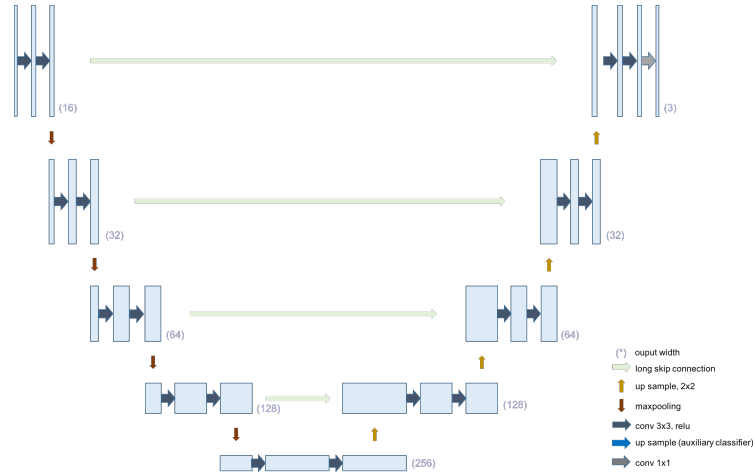 (16)
(3)
(32)
(32)
(64)
(64)
(128)
(128)
(256)
(*) ouput width
long skip connection
up sample, 2x2
maxpooling
conv 3x3, relu
up sample (auxiliary classifier)
conv 1x1